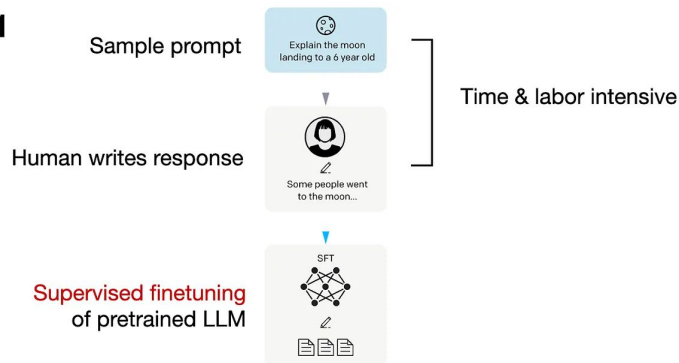 Sample prompt
Explain the moon
landing to a 6 year old
Time & labor intensive
Human writes response
Some people went
to the moon...
SFT
Supervised finetuning
of pretrained LLM